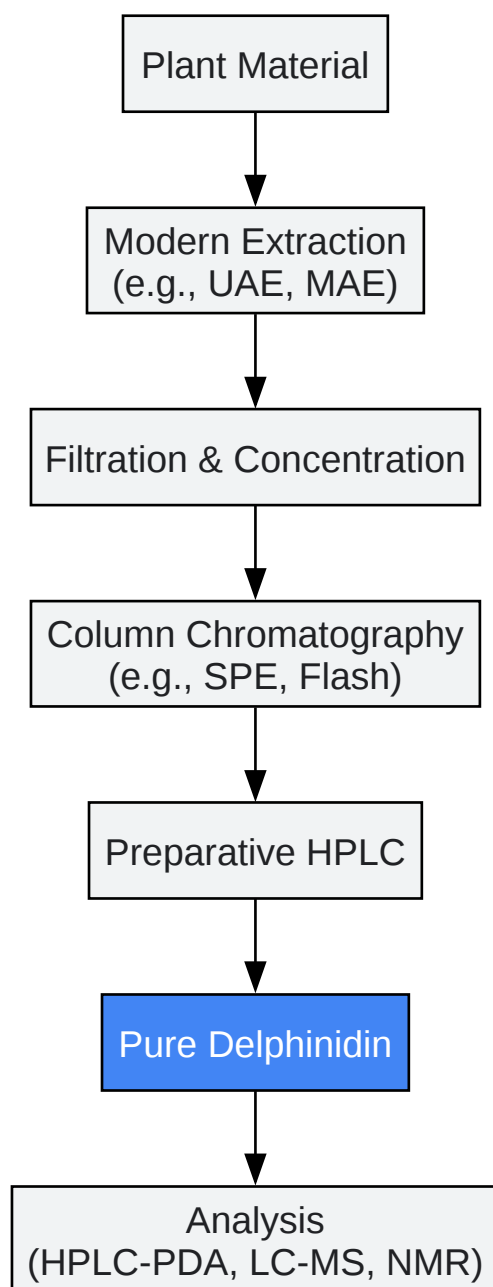 Plant Material
Modern Extraction
(e.g., UAE, MAE)
Filtration & Concentration
Column Chromatography
(e.g., SPE, Flash)
Preparative HPLC
Pure Delphinidin
Analysis
(HPLC-PDA, LC-MS, NMR)